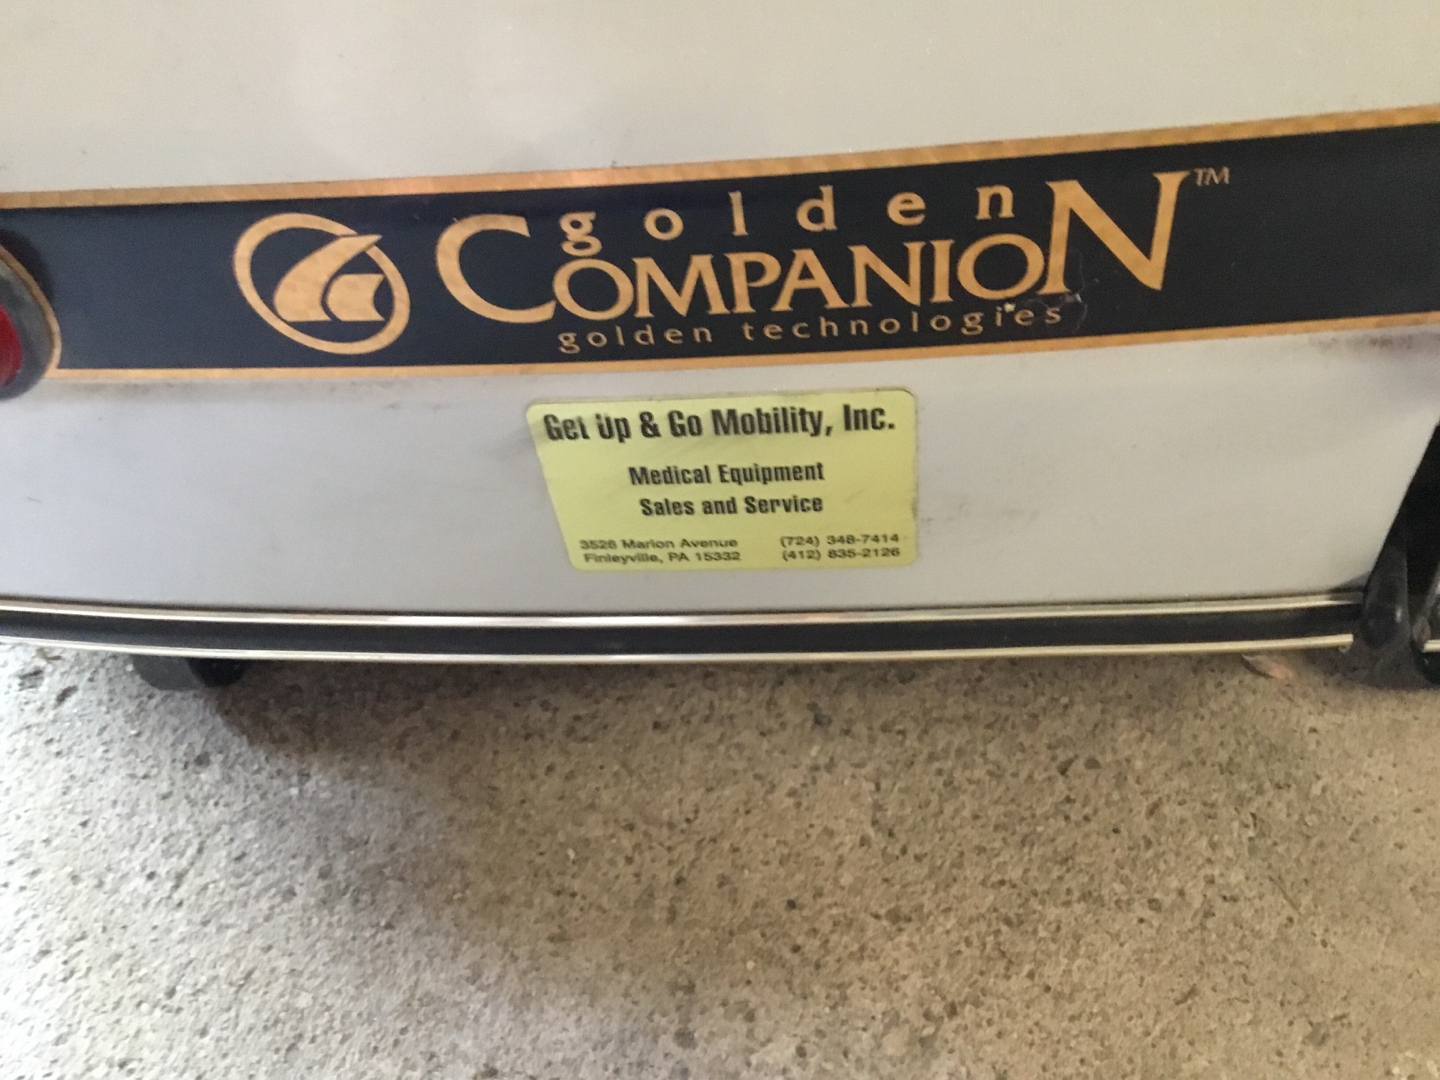 golden
COMPANION™
golden technologies
Get Up & Go Mobility, Inc.
Medical Equipment
Sales and Service
3526 Marion Avenue (724) 348-7414
Finleyville, PA 15332 (412) 835-2126